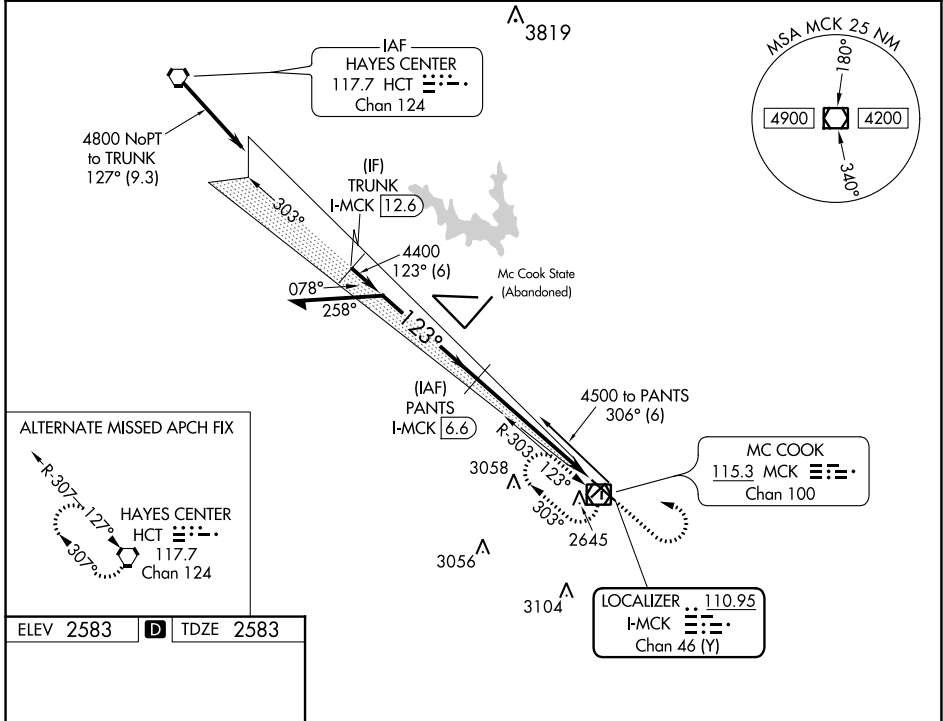 3819
IAF
HAYES CENTER
117.7 HCT
Chan 124
MSA MCK 25 NM
180°
4900
4200
340°
4800 NoPT
to TRUNK
127° (9.3)
(IF)
TRUNK
I-MCK 12.6
303°
4400
123° (6)
Mc Cook State
(Abandoned)
078°
258°
123°
(IAF)
PANTS
I-MCK 6.6
4500 to PANTS
306° (6)
R-303
123°
303°
3058
MC COOK
115.3 MCK
Chan 100
2645
3056
3104
LOCALIZER 110.95
I-MCK
Chan 46 (Y)
ALTERNATE MISSED APCH FIX
R-307
127°
307°
HAYES CENTER
HCT
117.7
Chan 124
ELEV 2583 D TDZE 2583